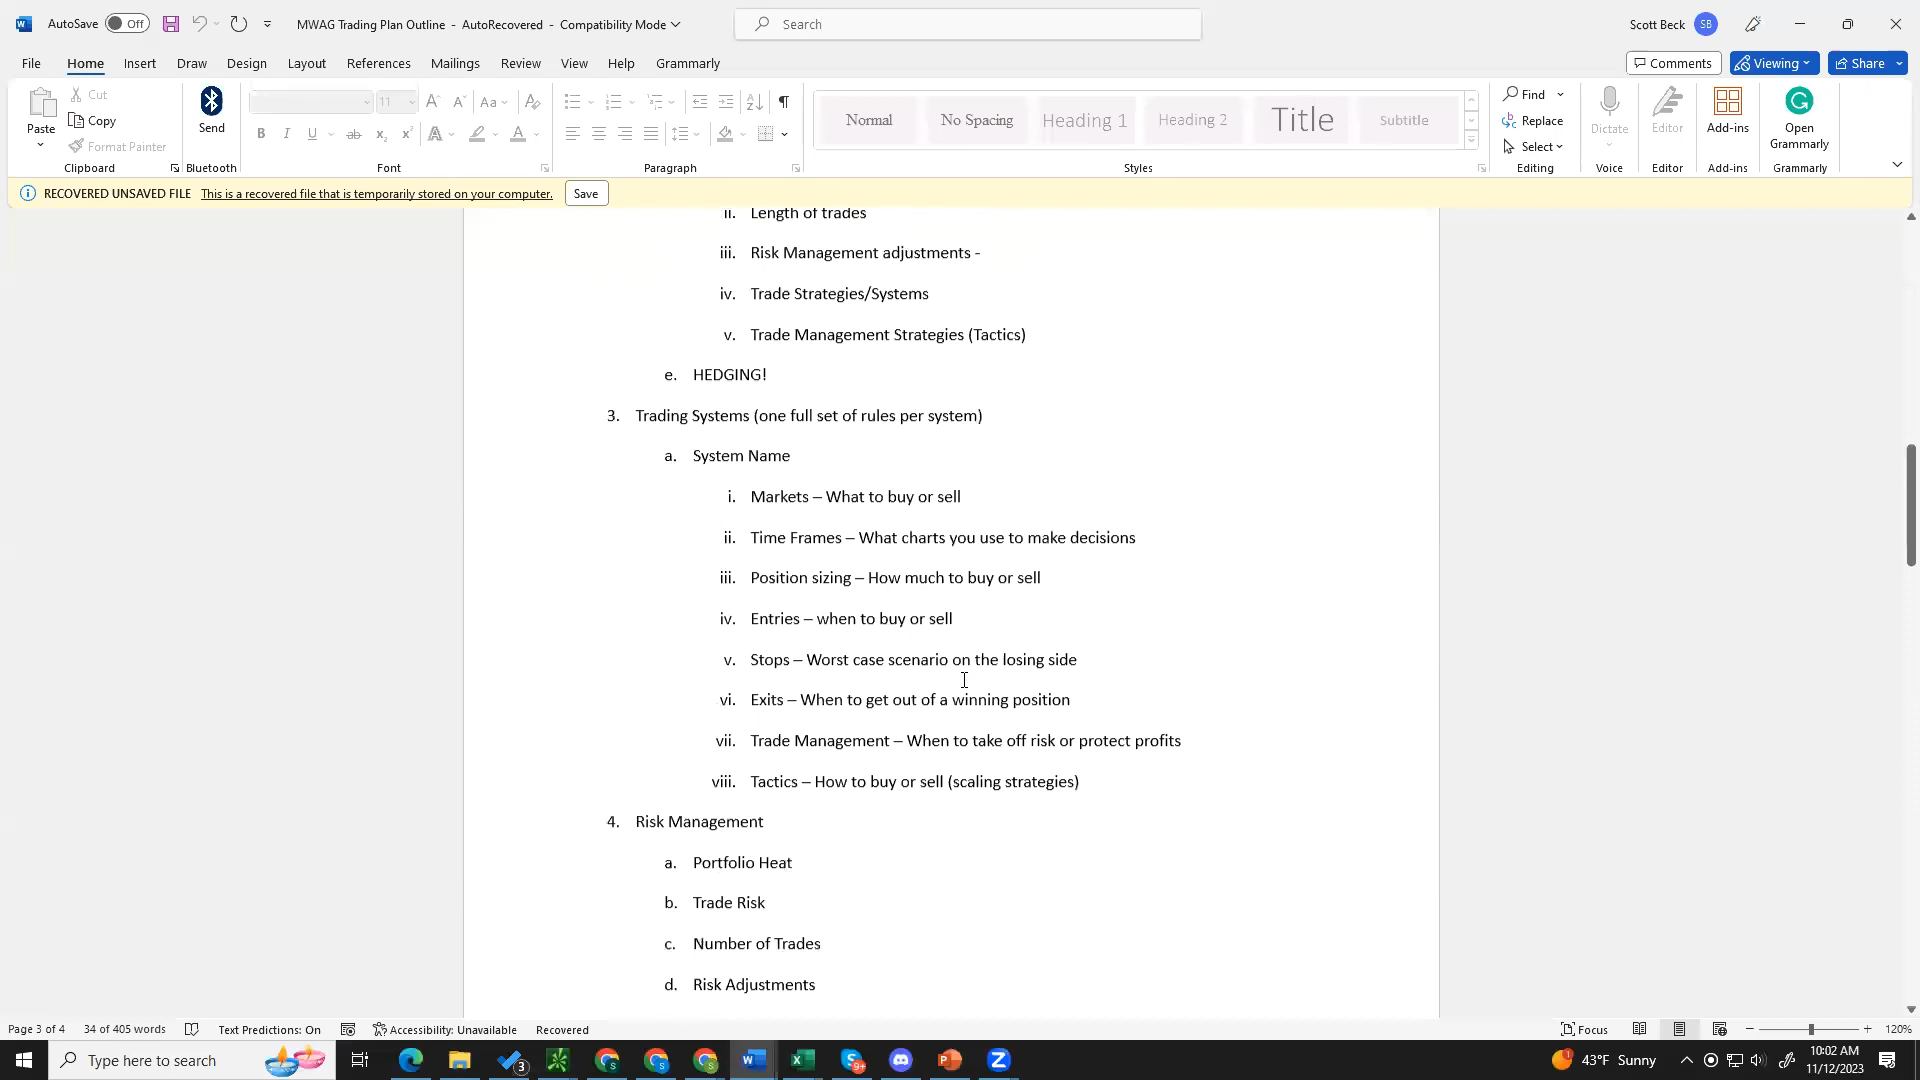 AutoSave Off MWAG Trading Plan Outline - AutoRecovered - Compatibility Mode Search Scott Beck SB
File Home Insert Draw Design Layout References Mailings Review View Help Grammarly Comments Viewing Share
Paste Cut Copy Format Painter Clipboard
Send Bluetooth
11 Aa Font
Paragraph
Normal No Spacing Heading 1 Heading 2 Title Subtitle Styles
Find Replace Select Editing
Dictate Voice
Editor Editor
Add-ins Add-ins
Open Grammarly Grammarly
RECOVERED UNSAVED FILE This is a recovered file that is temporarily stored on your computer. Save
ii. Length of trades
iii. Risk Management adjustments -
iv. Trade Strategies/Systems
v. Trade Management Strategies (Tactics)
e. HEDGING!
3. Trading Systems (one full set of rules per system)
a. System Name
i. Markets – What to buy or sell
ii. Time Frames – What charts you use to make decisions
iii. Position sizing – How much to buy or sell
iv. Entries – when to buy or sell
v. Stops – Worst case scenario on the losing side
vi. Exits – When to get out of a winning position
vii. Trade Management – When to take off risk or protect profits
viii. Tactics – How to buy or sell (scaling strategies)
4. Risk Management
a. Portfolio Heat
b. Trade Risk
c. Number of Trades
d. Risk Adjustments
Page 3 of 4 34 of 405 words Text Predictions: On Accessibility: Unavailable Recovered Focus 120%
Type here to search 3 9+ 43°F Sunny 10:02 AM
11/12/2023